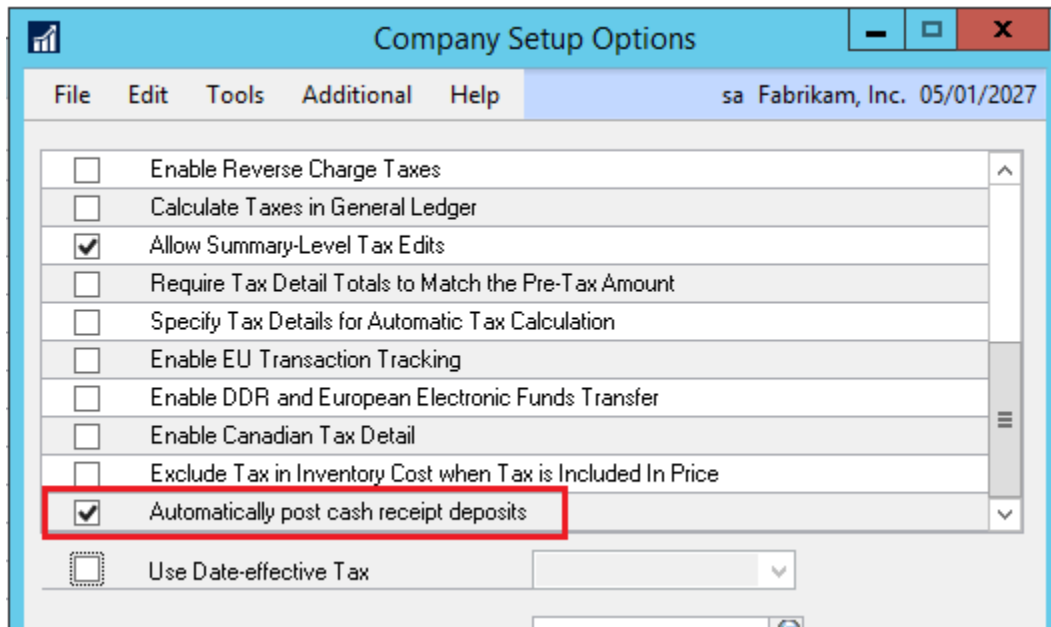 Company Setup Options
File Edit Tools Additional Help sa Fabrikam, Inc. 05/01/2027
Enable Reverse Charge Taxes
Calculate Taxes in General Ledger
Allow Summary-Level Tax Edits
Require Tax Detail Totals to Match the Pre-Tax Amount
Specify Tax Details for Automatic Tax Calculation
Enable EU Transaction Tracking
Enable DDR and European Electronic Funds Transfer
Enable Canadian Tax Detail
Exclude Tax in Inventory Cost when Tax is Included In Price
Automatically post cash receipt deposits
Use Date-effective Tax